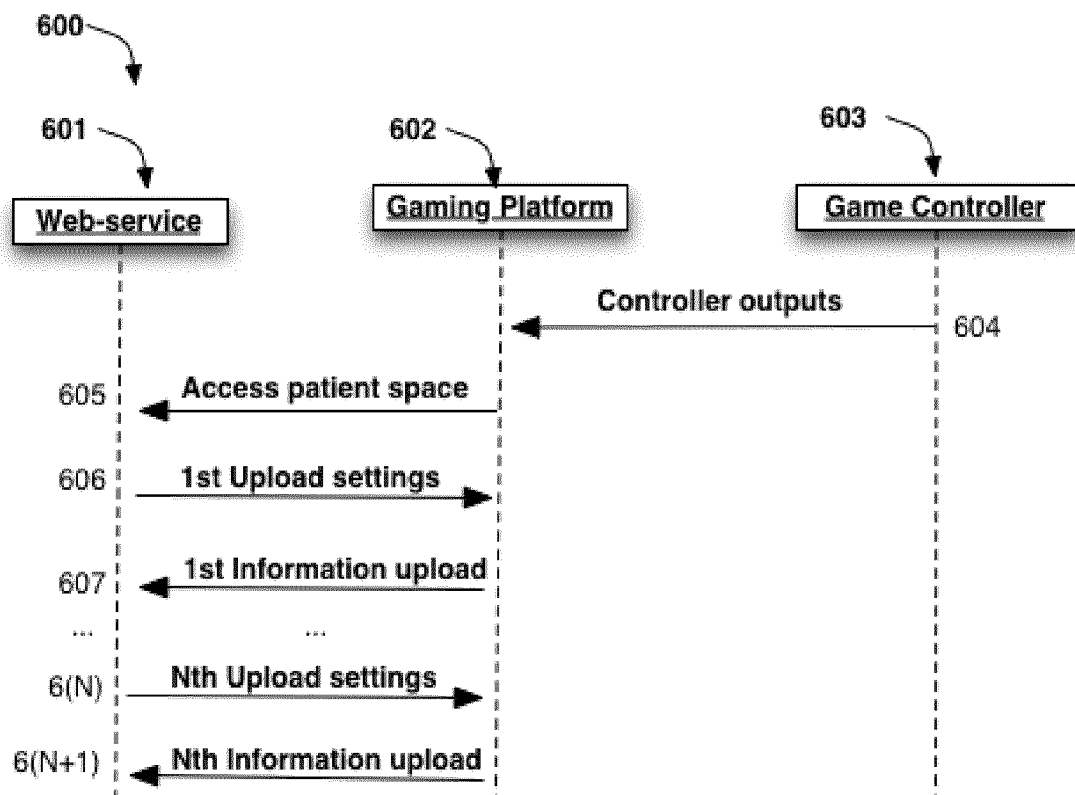 600
601
602
603
Web-service
Gaming Platform
Game Controller
Controller outputs
604
605
Access patient space
606
1st Upload settings
607
1st Information upload
...
...
6(N)
Nth Upload settings
6(N+1)
Nth Information upload